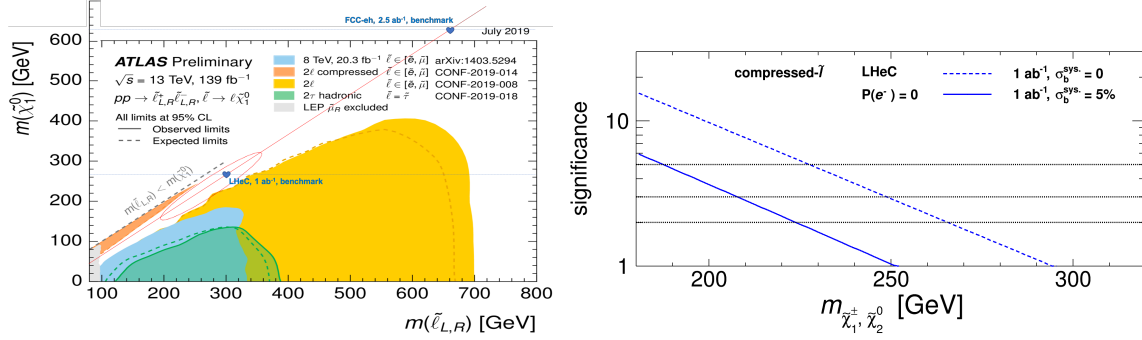 FCC-eh, 2.5 ab⁻¹, benchmark
July 2019
ATLAS Preliminary
√s = 13 TeV, 139 fb⁻¹
pp → l̃⁺L,R l̃⁻L,R, l̃ → l χ̃⁰₁
All limits at 95% CL
Observed limits
Expected limits
8 TeV, 20.3 fb⁻¹ l̃ ∈ [ẽ, μ̃] arXiv:1403.5294
2ℓ compressed l̃ ∈ [ẽ, μ̃] CONF-2019-014
2ℓ l̃ ∈ [ẽ, μ̃] CONF-2019-008
2τ hadronic l̃ = τ̃ CONF-2019-018
LEP μ̃R excluded
m(l̃L,R) < m(χ̃⁰₁)
LHeC, 1 ab⁻¹, benchmark
m(χ̃⁰₁) [GeV]
600
500
400
300
200
100
0
100 200 300 400 500 600 700 800
m(l̃L,R) [GeV]
compressed-l̃ LHeC 1 ab⁻¹, σb^sys. = 0
P(e⁻) = 0 1 ab⁻¹, σb^sys. = 5%
significance
10
1
200 250 300
m χ̃±₁, χ̃⁰₂ [GeV]